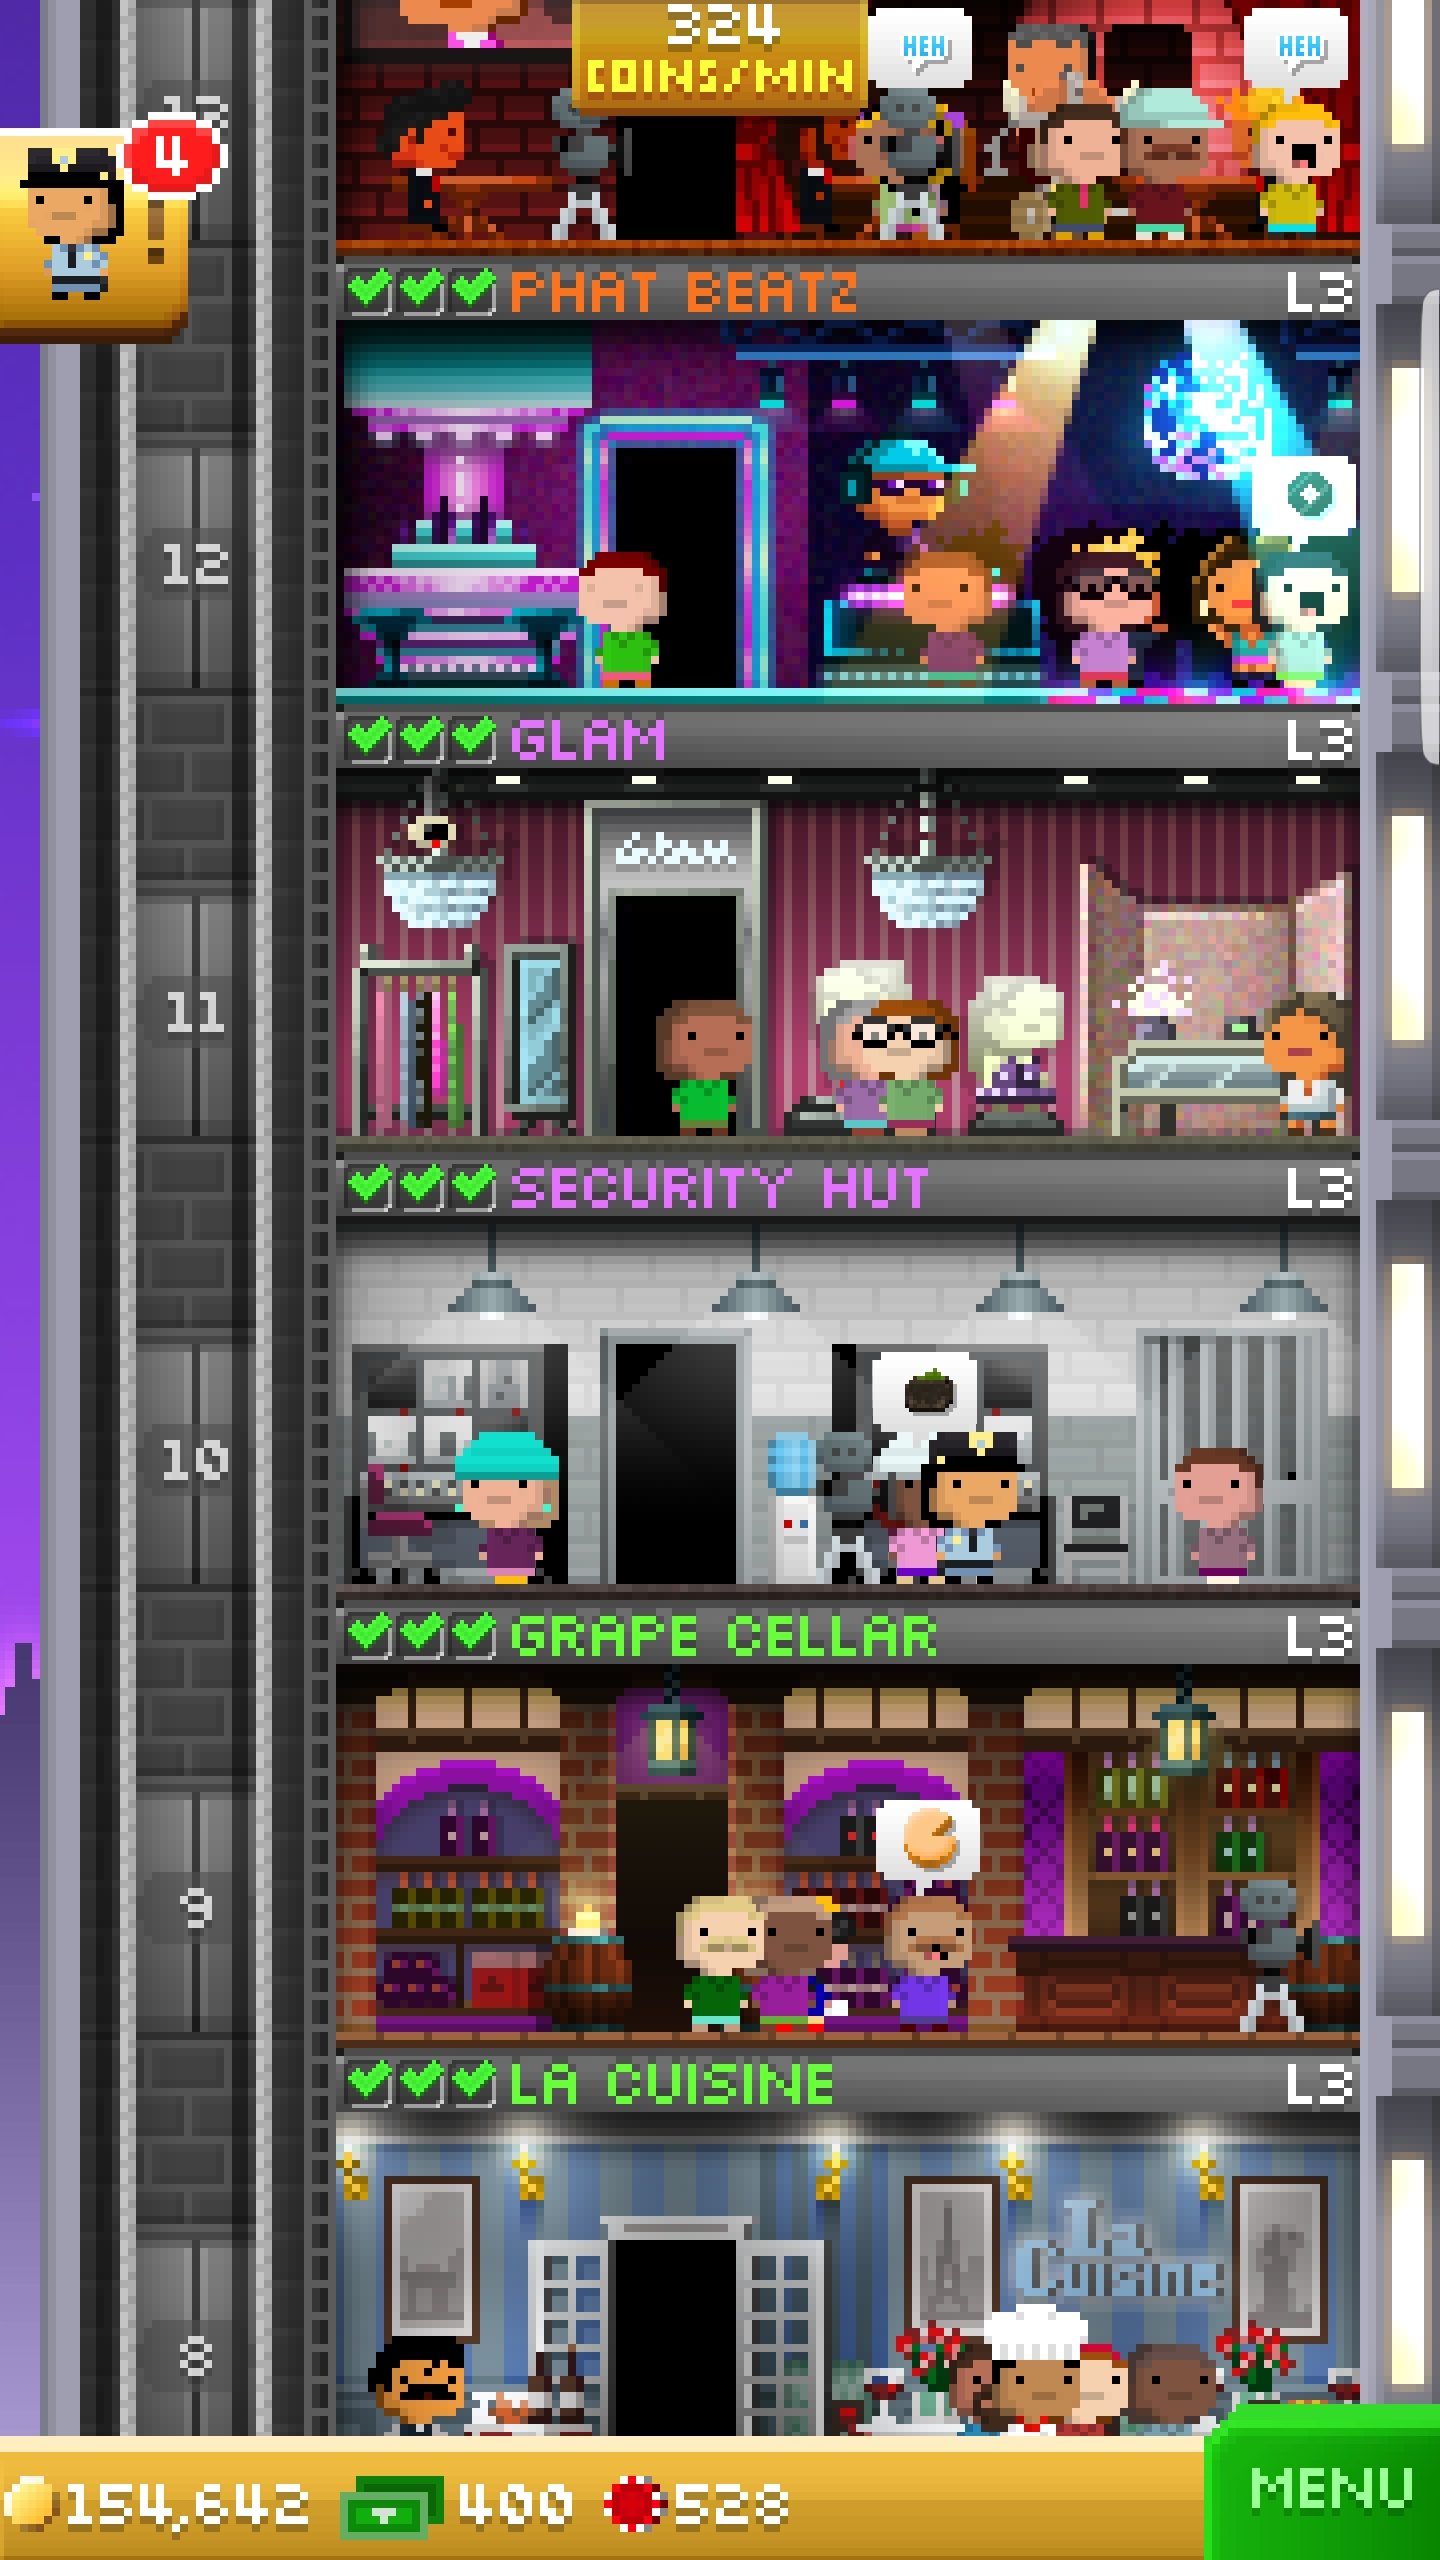 324
COINS/MIN
HEH
HEH
13
4
PHAT BEATZ
L3
12
GLAM
L3
Glam
11
SECURITY HUT
L3
10
GRAPE CELLAR
L3
9
LA CUISINE
L3
La
Cuisine
8
154,642
400
528
MENU